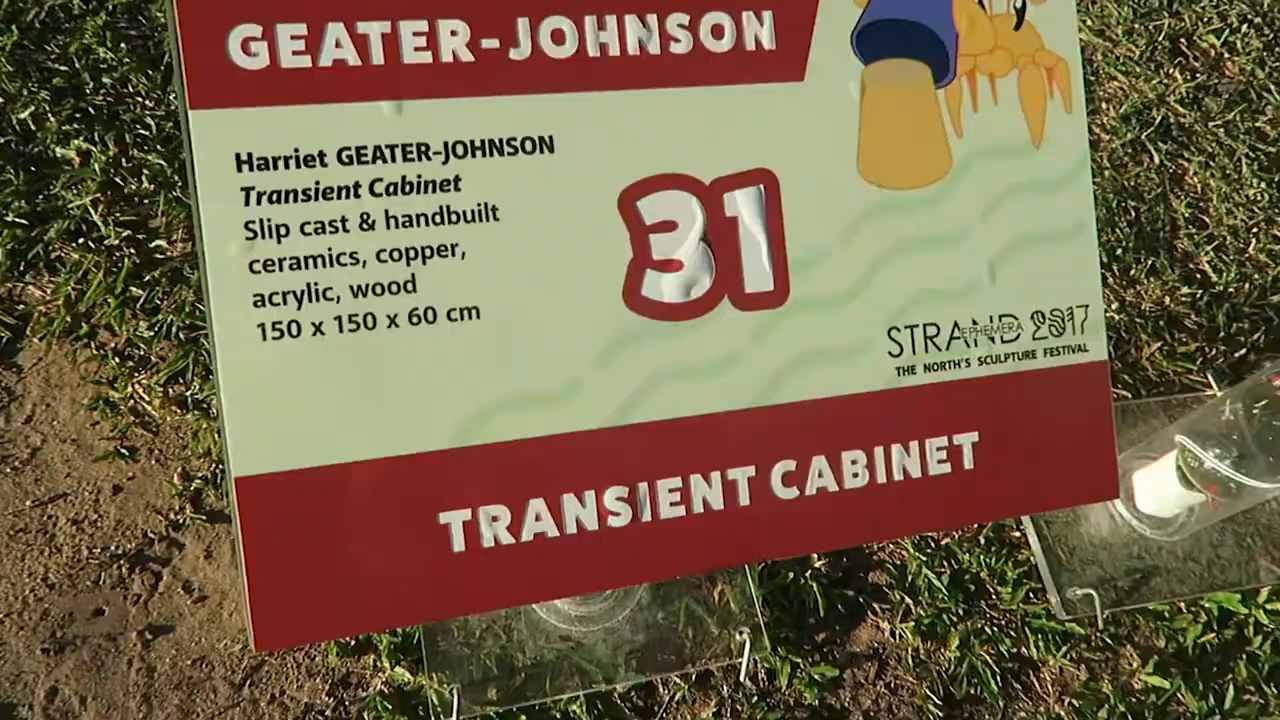 GEATER-JOHNSON
Harriet GEATER-JOHNSON
Transient Cabinet
Slip cast & handbuilt
ceramics, copper,
acrylic, wood
150 x 150 x 60 cm
31
STRAND EPHEMERA 2017
THE NORTH'S SCULPTURE FESTIVAL
TRANSIENT CABINET